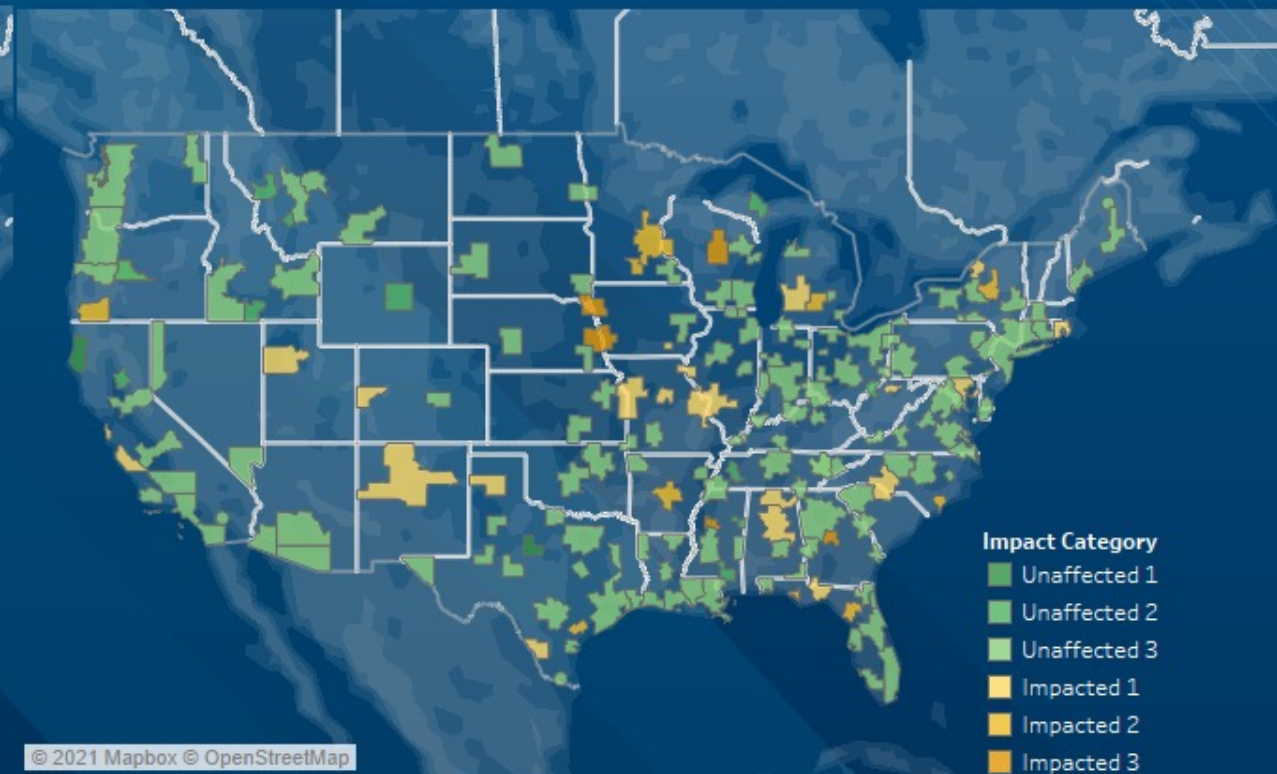 Impact Category
Unaffected 1
Unaffected 2
Unaffected 3
Impacted 1
Impacted 2
Impacted 3
© 2021 Mapbox © OpenStreetMap